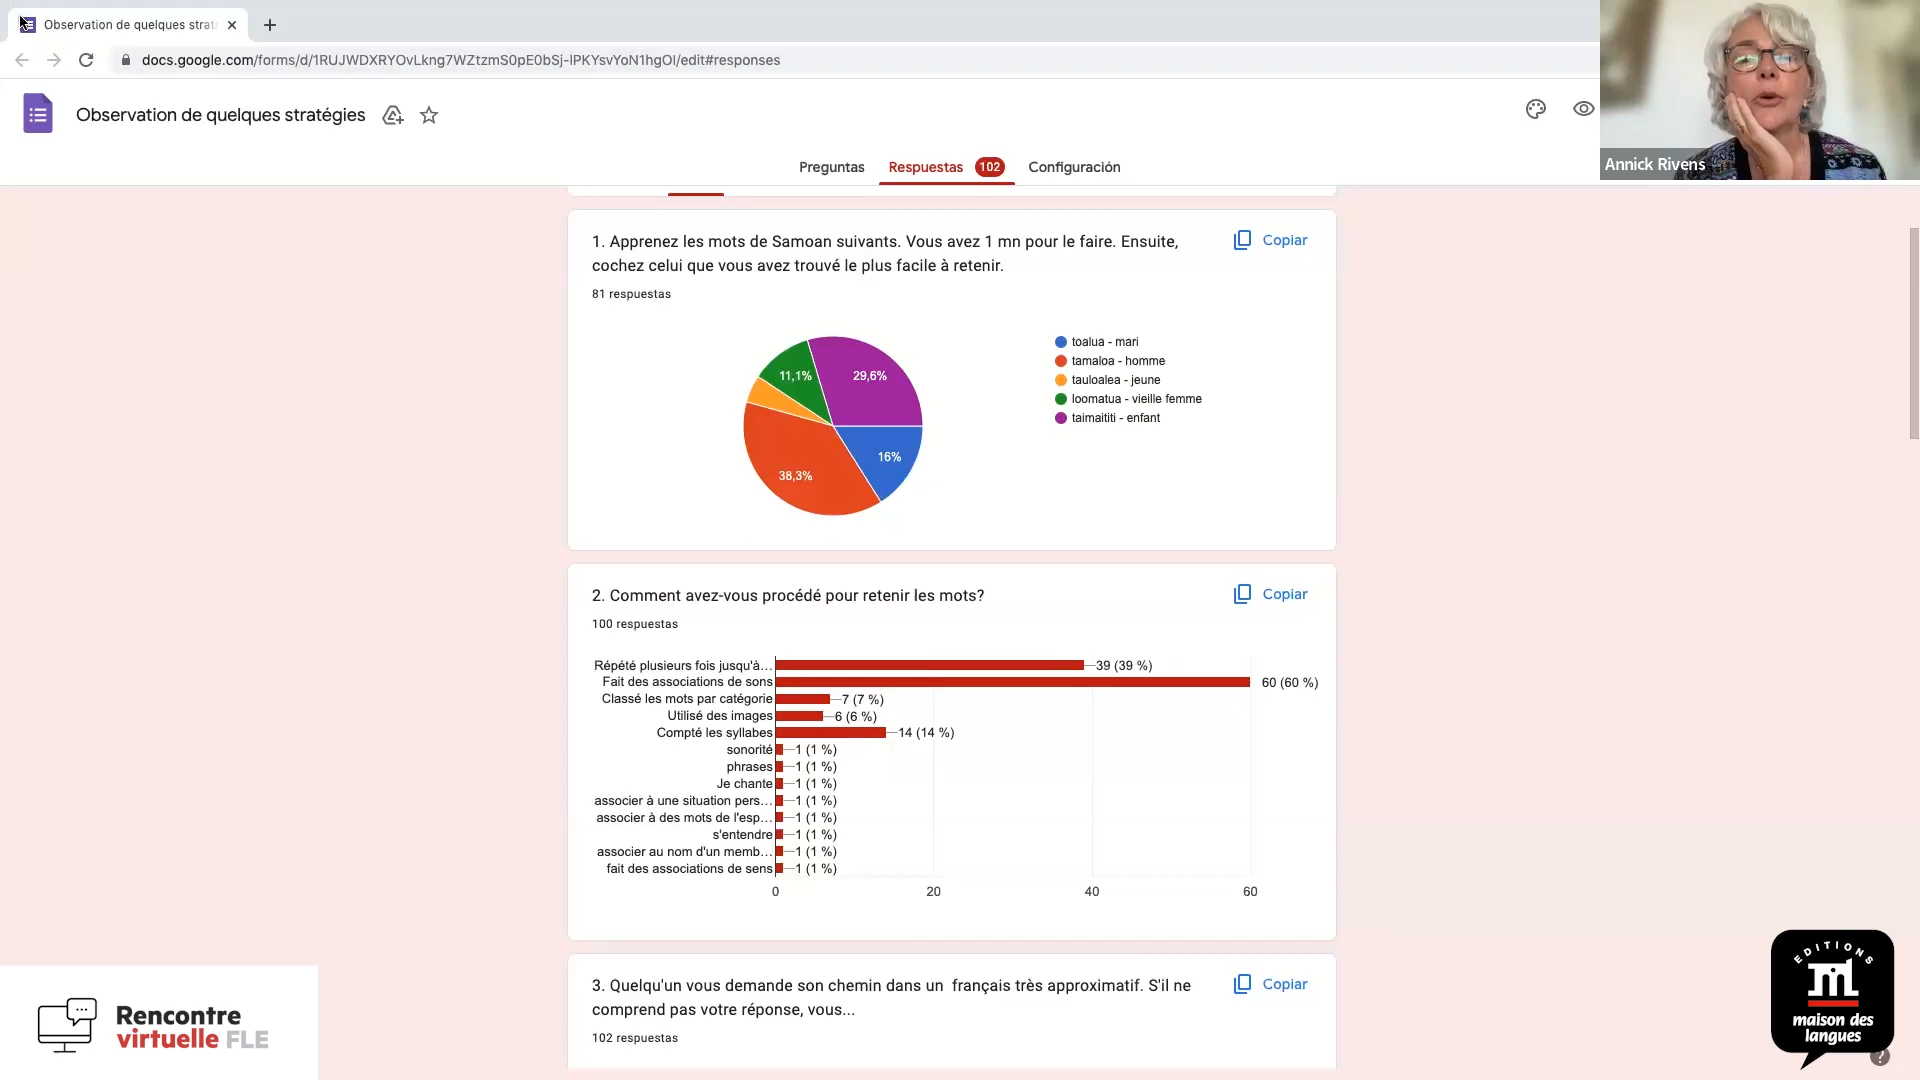 Observation de quelques strat
docs.google.com/forms/d/1RUJWDXRYOvLkng7WZtzmS0pE0bSj-lPKYsvYoN1hgOI/edit#responses
Observation de quelques stratégies
Annick Rivens
Preguntas Respuestas 102 Configuración
1. Apprenez les mots de Samoan suivants. Vous avez 1 mn pour le faire. Ensuite,
cochez celui que vous avez trouvé le plus facile à retenir.
Copiar
81 respuestas
11,1%
29,6%
16%
38,3%
toalua - mari
tamaloa - homme
tauloalea - jeune
loomatua - vieille femme
taimaititi - enfant
2. Comment avez-vous procédé pour retenir les mots?
Copiar
100 respuestas
Répété plusieurs fois jusqu'à... 39 (39 %)
Fait des associations de sons 60 (60 %)
Classé les mots par catégorie 7 (7 %)
Utilisé des images 6 (6 %)
Compté les syllabes 14 (14 %)
sonorité 1 (1 %)
phrases 1 (1 %)
Je chante 1 (1 %)
associer à une situation pers... 1 (1 %)
associer à des mots de l'esp... 1 (1 %)
s'entendre 1 (1 %)
associer au nom d'un memb... 1 (1 %)
fait des associations de sens 1 (1 %)
0 20 40 60
3. Quelqu'un vous demande son chemin dans un  français très approximatif. S'il ne
comprend pas votre réponse, vous...
Copiar
102 respuestas
Rencontre
virtuelle FLE
EDITIONS
maison des
langues
?